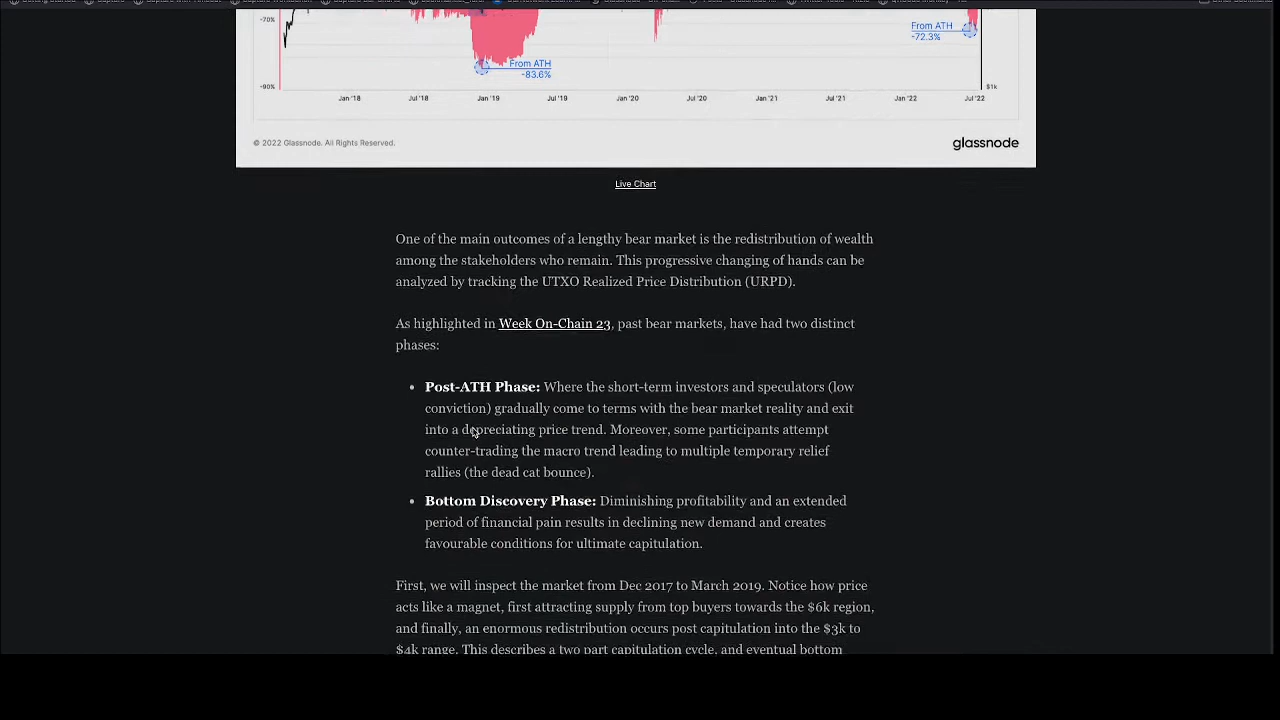 -70%
From ATH
-72.3%
From ATH
-83.6%
-90%
$1k
Jan '18 Jul '18 Jan '19 Jul '19 Jan '20 Jul '20 Jan '21 Jul '21 Jan '22 Jul '22
© 2022 Glassnode. All Rights Reserved.
glassnode
Live Chart
One of the main outcomes of a lengthy bear market is the redistribution of wealth
among the stakeholders who remain. This progressive changing of hands can be
analyzed by tracking the UTXO Realized Price Distribution (URPD).
As highlighted in Week On-Chain 23, past bear markets, have had two distinct
phases:
• Post-ATH Phase: Where the short-term investors and speculators (low
conviction) gradually come to terms with the bear market reality and exit
into a depreciating price trend. Moreover, some participants attempt
counter-trading the macro trend leading to multiple temporary relief
rallies (the dead cat bounce).
• Bottom Discovery Phase: Diminishing profitability and an extended
period of financial pain results in declining new demand and creates
favourable conditions for ultimate capitulation.
First, we will inspect the market from Dec 2017 to March 2019. Notice how price
acts like a magnet, first attracting supply from top buyers towards the $6k region,
and finally, an enormous redistribution occurs post capitulation into the $3k to
$4k range. This describes a two part capitulation cycle, and eventual bottom